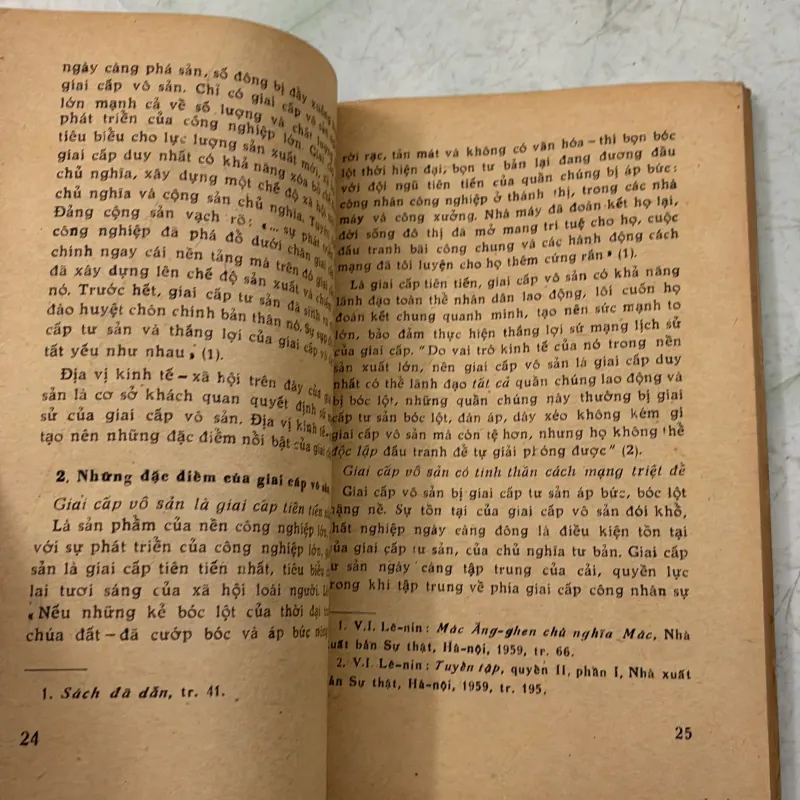 ngày càng phá sản, số đông bị đẩy xuống
giai cấp vô sản. Chỉ có giai cấp vô sản
lớn mạnh cả về số lượng và chất lượng
phát triển của công nghiệp lớn. Giai
tiêu biểu cho lực lượng sản xuất mới,
giai cấp duy nhất có khả năng xóa bỏ
chủ nghĩa, xây dựng một chế độ xã hội
chủ nghĩa và cộng sản chủ nghĩa. Tuyên
Đảng cộng sản vạch rõ: «... sự phát
công nghiệp đã phá đổ dưới chân giai
chính ngay cái nền tảng mà trên đó giai
đã xây dựng lên chế độ sản xuất và
nó. Trước hết, giai cấp tư sản đã sinh ra
đào huyệt chôn chính bản thân nó. Sự sụp đổ
cấp tư sản và thắng lợi của giai cấp vô
tất yếu như nhau» (1).
Địa vị kinh tế – xã hội trên đây của
sản là cơ sở khách quan quyết định
sử của giai cấp vô sản. Địa vị kinh tế
tạo nên những đặc điểm nổi bật của giai
2. Những đặc điểm của giai cấp vô sản
Giai cấp vô sản là giai cấp tiên tiến
Là sản phẩm của nền công nghiệp lớn,
với sự phát triển của công nghiệp lớn,
sản là giai cấp tiên tiến nhất, tiêu biểu
lai tươi sáng của xã hội loài người.
«Nếu những kẻ bóc lột của thời đại
chúa đất – đã cướp bóc và áp bức
1. Sách đã dẫn, tr. 41.
24
rời rạc, tản mát và không có văn hóa – thì bọn bóc
lột thời hiện đại, bọn tư bản lại đang đương đầu
với đội ngũ tiên tiến của quần chúng bị áp bức:
công nhân công nghiệp ở thành thị, trong các nhà
máy và công xưởng. Nhà máy đã đoàn kết họ lại,
đời sống đô thị đã mở mang trí tuệ cho họ, cuộc
đấu tranh bãi công chung và các hành động cách
mạng đã tôi luyện cho họ thêm cứng rắn» (1).
Là giai cấp tiên tiến, giai cấp vô sản có khả năng
lãnh đạo toàn thể nhân dân lao động, lôi cuốn họ
đoàn kết chung quanh mình, tạo nên sức mạnh to
lớn, bảo đảm thực hiện thắng lợi sứ mạng lịch sử
của giai cấp. "Do vai trò kinh tế của nó trong nền
sản xuất lớn, nên giai cấp vô sản là giai cấp duy
nhất có thể lãnh đạo tất cả quần chúng lao động và
bị bóc lột, những quần chúng này thường bị giai
cấp tư sản bóc lột, đàn áp, dày xéo không kém gì
giai cấp vô sản mà còn tệ hơn, nhưng họ không thể
độc lập đấu tranh để tự giải phóng được" (2).
Giai cấp vô sản có tinh thần cách mạng triệt để
Giai cấp vô sản bị giai cấp tư sản áp bức, bóc lột
nặng nề. Sự tồn tại của giai cấp vô sản đói khổ,
thất nghiệp ngày càng đông là điều kiện tồn tại
của giai cấp tư sản, của chủ nghĩa tư bản. Giai cấp
tư sản ngày càng tập trung của cải, quyền lực
trong khi tập trung về phía giai cấp công nhân sự
1. V.I. Lê-nin: Mác Ăng-ghen chủ nghĩa Mác, Nhà
xuất bản Sự thật, Hà-nội, 1959, tr. 66.
2. V.I. Lê-nin: Tuyển tập, quyển II, phần I, Nhà xuất
bản Sự thật, Hà-nội, 1959, tr. 195.
25